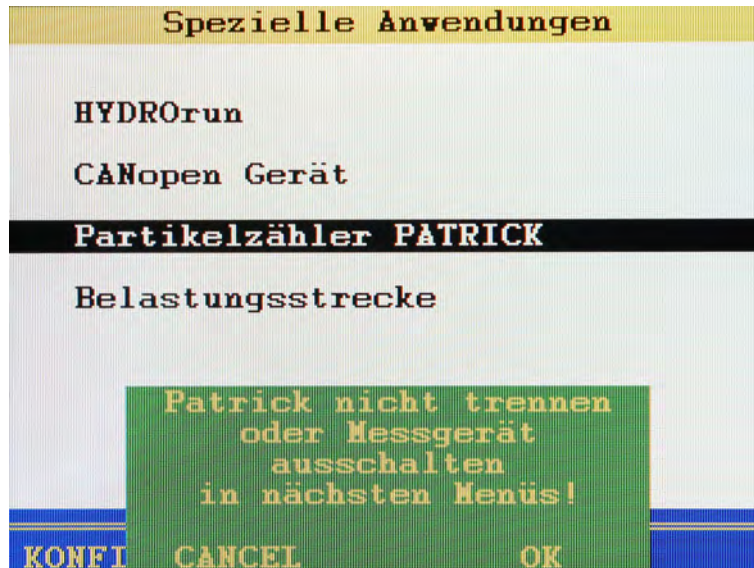 Spezielle Anwendungen
HYDROrun
CANopen Gerät
Partikelzähler PATRICK
Belastungsstrecke
Patrick nicht trennen
oder Messgerät
ausschalten
in nächsten Menüs!
KONFI CANCEL OK